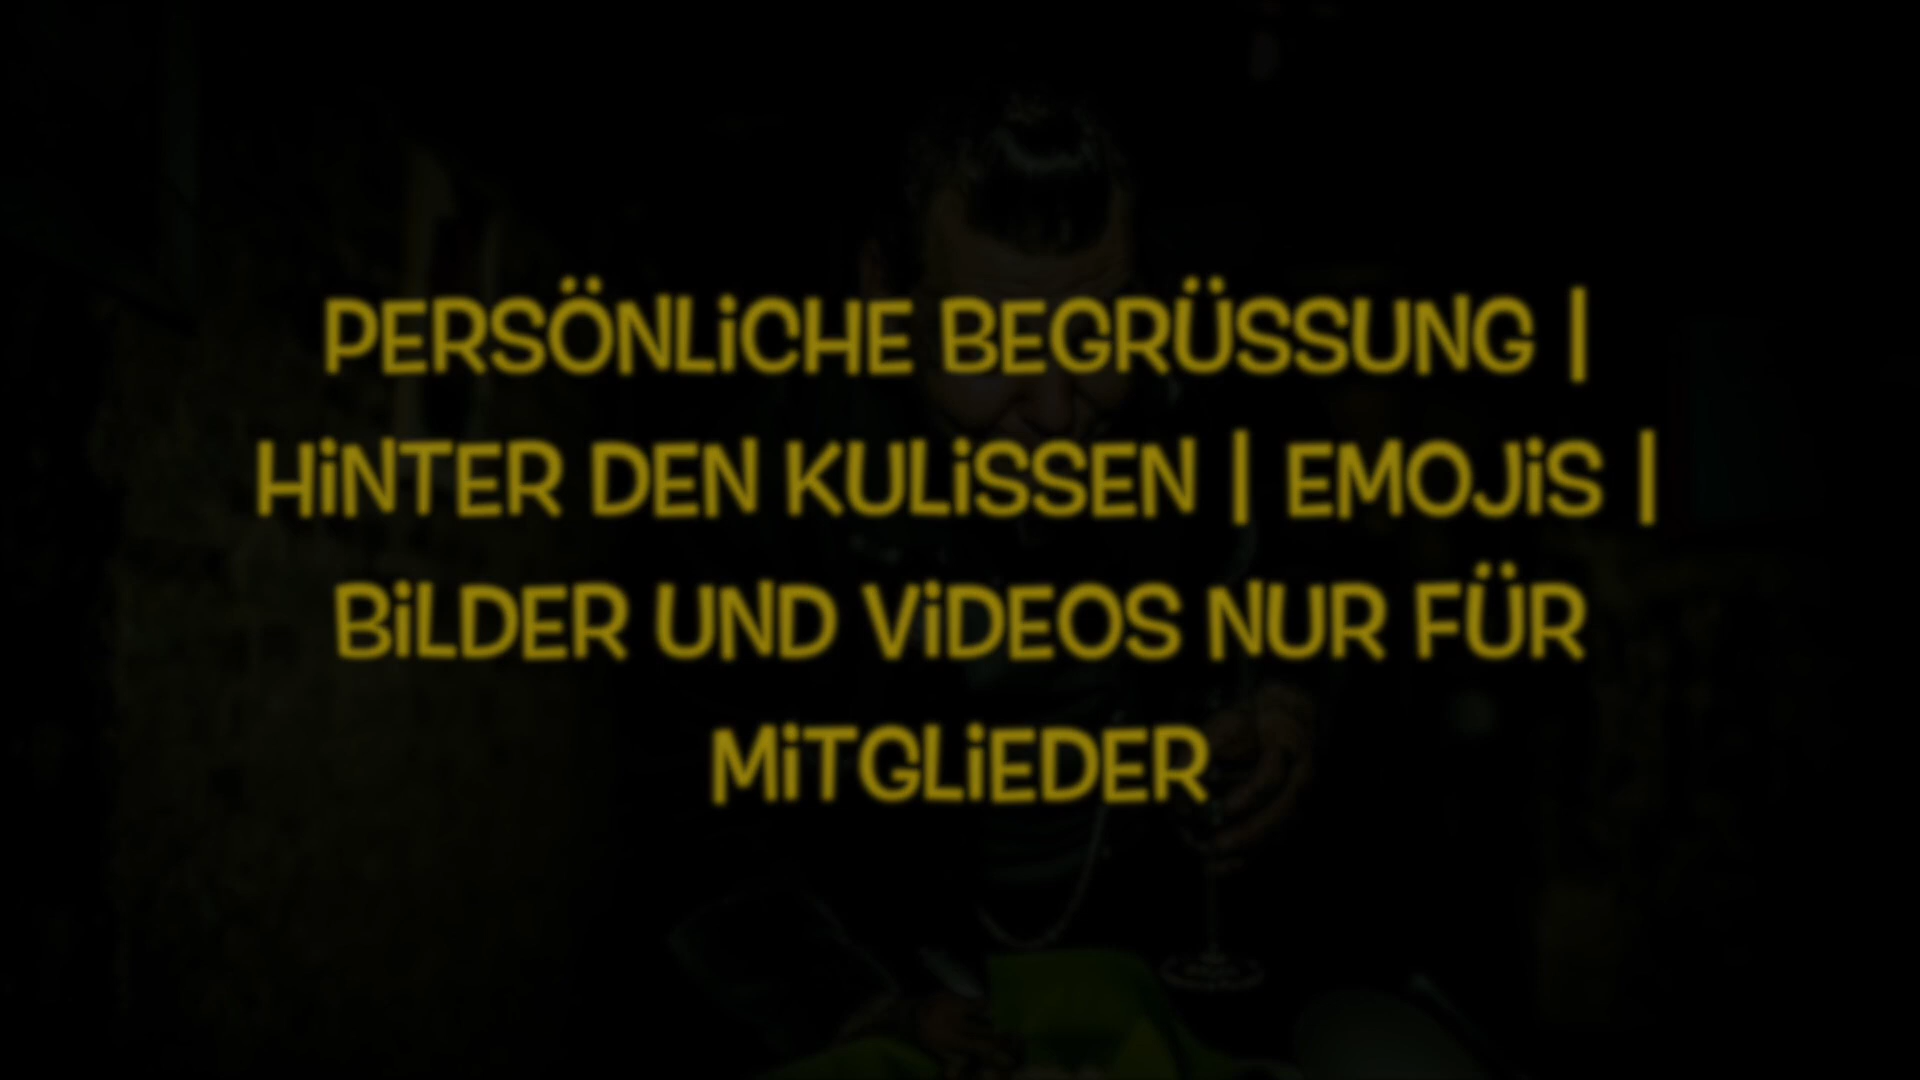 PERSÖNLiCHE BEGRÜSSUNG |
HiNTER DEN KULiSSEN | EMOJiS |
BiLDER UND ViDEOS NUR FÜR
MiTGLiEDER